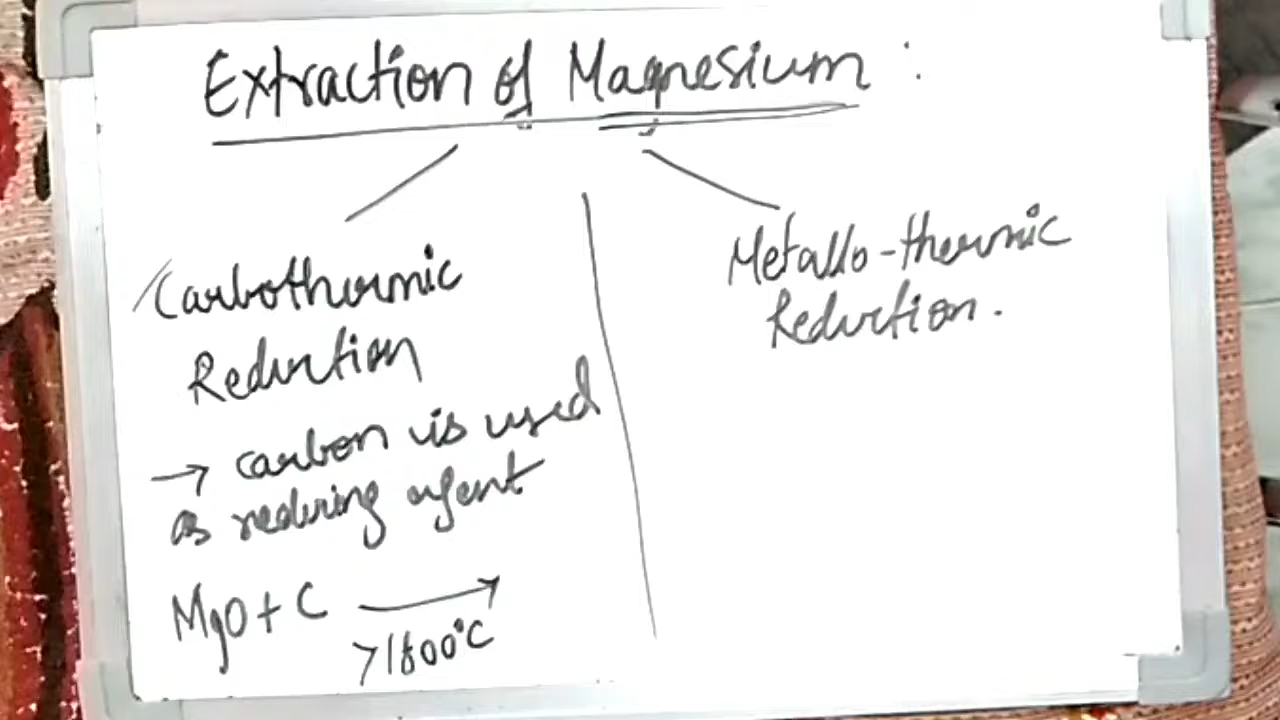 Extraction of Magnesium :
Carbothermic
Reduction
→ carbon is used
as reducing agent
MgO + C ⟶
>1800°C
Metallo-thermic
Reduction.